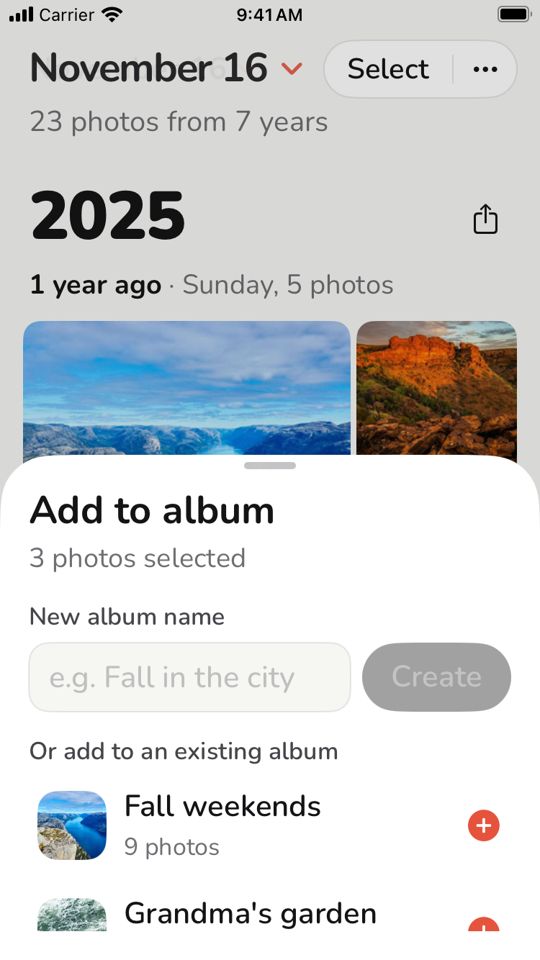 Carrier 9:41 AM
November 16
Select
23 photos from 7 years
2025
1 year ago · Sunday, 5 photos
Add to album
3 photos selected
New album name
e.g. Fall in the city
Create
Or add to an existing album
Fall weekends
9 photos
Grandma's garden